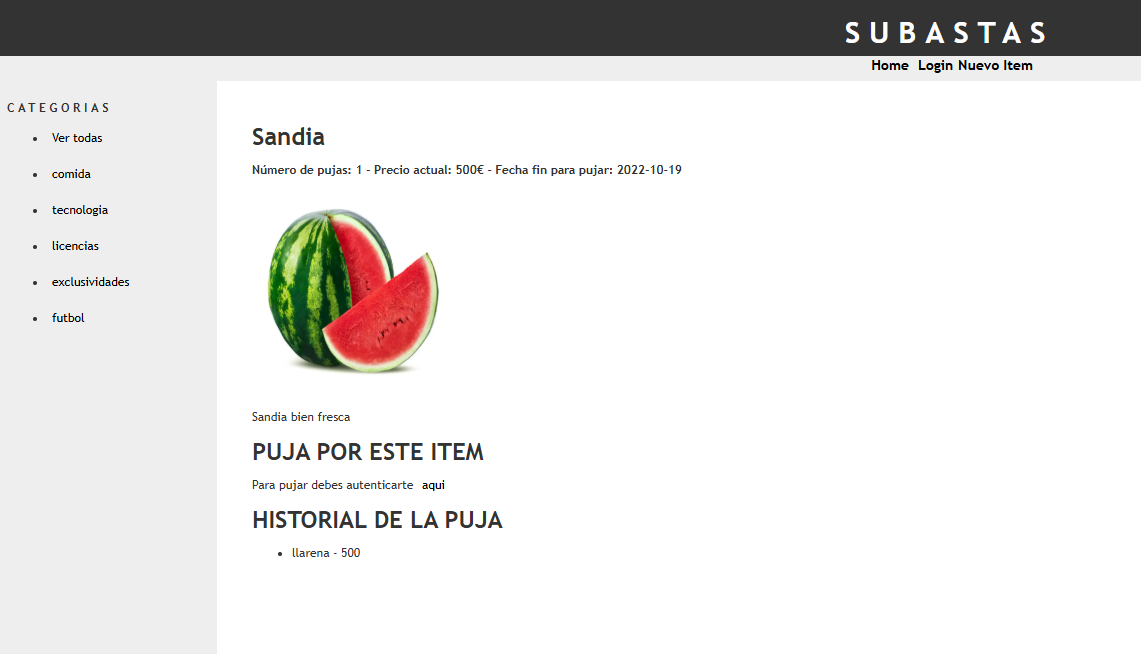 SUBASTAS
Home Login Nuevo Item
CATEGORIAS
Ver todas
comida
tecnologia
licencias
exclusividades
futbol
Sandia
Número de pujas: 1 - Precio actual: 500€ - Fecha fin para pujar: 2022-10-19
Sandia bien fresca
PUJA POR ESTE ITEM
Para pujar debes autenticarte aqui
HISTORIAL DE LA PUJA
llarena - 500